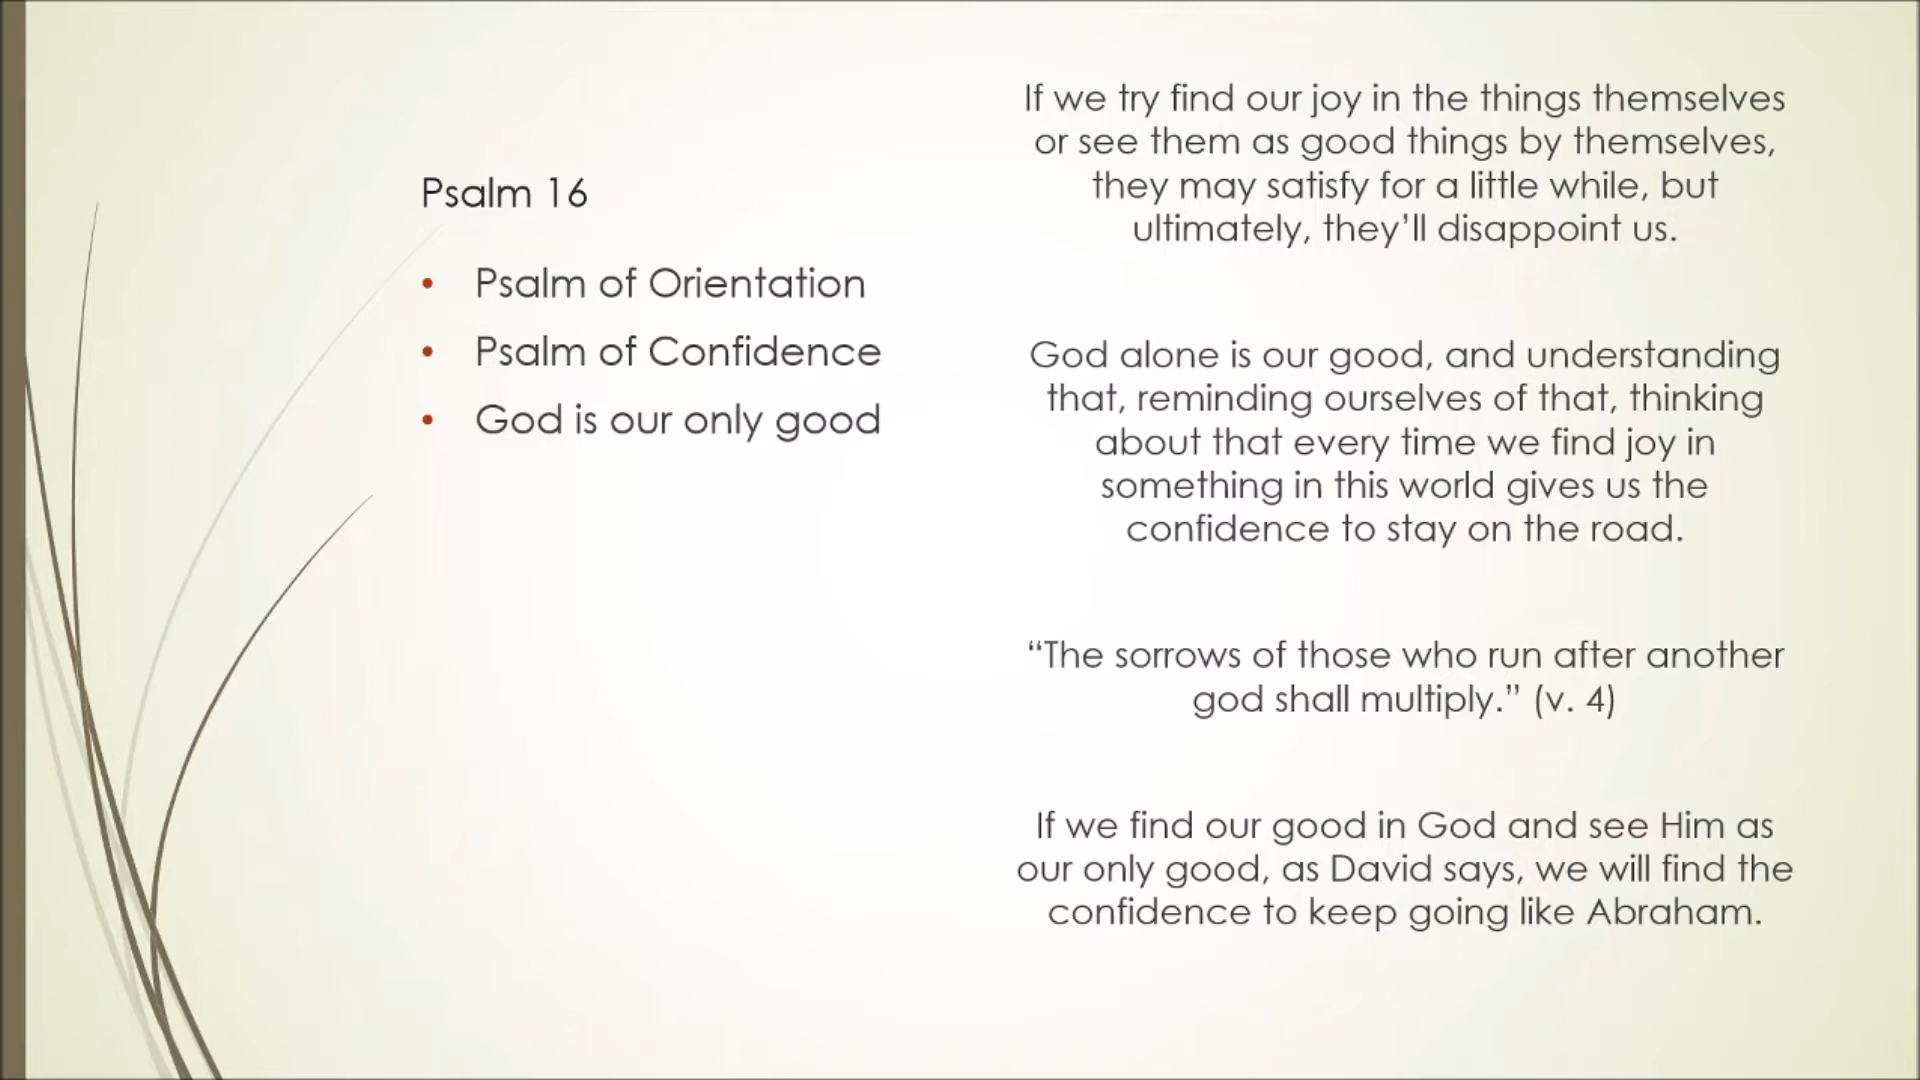 Psalm 16
• Psalm of Orientation
• Psalm of Confidence
• God is our only good
If we try find our joy in the things themselves
or see them as good things by themselves,
they may satisfy for a little while, but
ultimately, they’ll disappoint us.
God alone is our good, and understanding
that, reminding ourselves of that, thinking
about that every time we find joy in
something in this world gives us the
confidence to stay on the road.
“The sorrows of those who run after another
god shall multiply.” (v. 4)
If we find our good in God and see Him as
our only good, as David says, we will find the
confidence to keep going like Abraham.